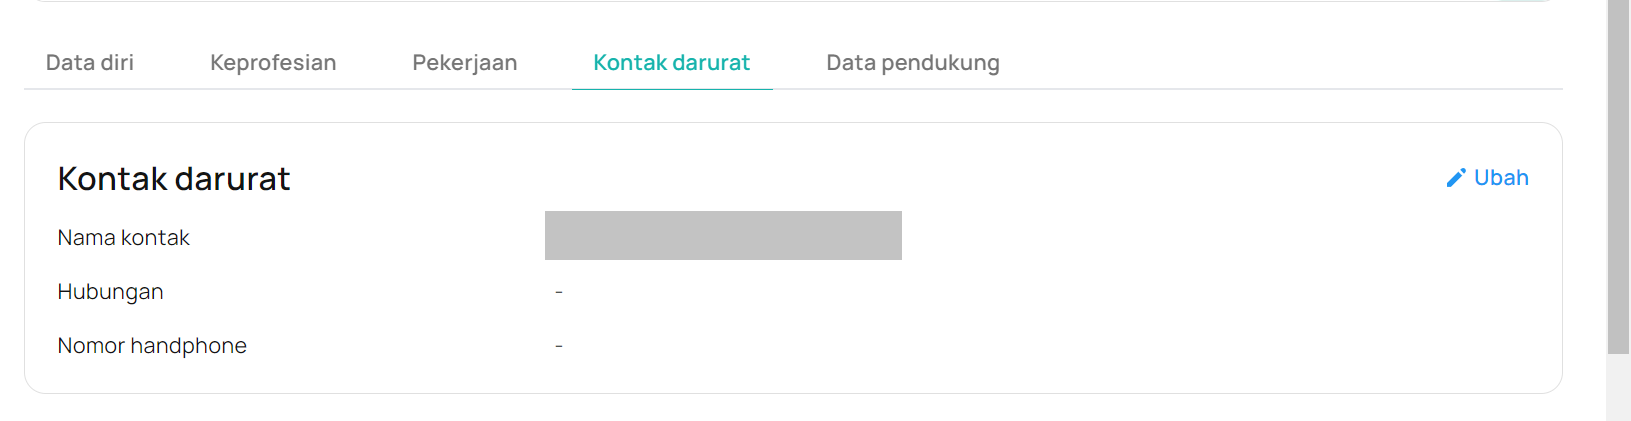 Data diri Keprofesian Pekerjaan Kontak darurat Data pendukung
Kontak darurat Ubah
Nama kontak
Hubungan -
Nomor handphone -